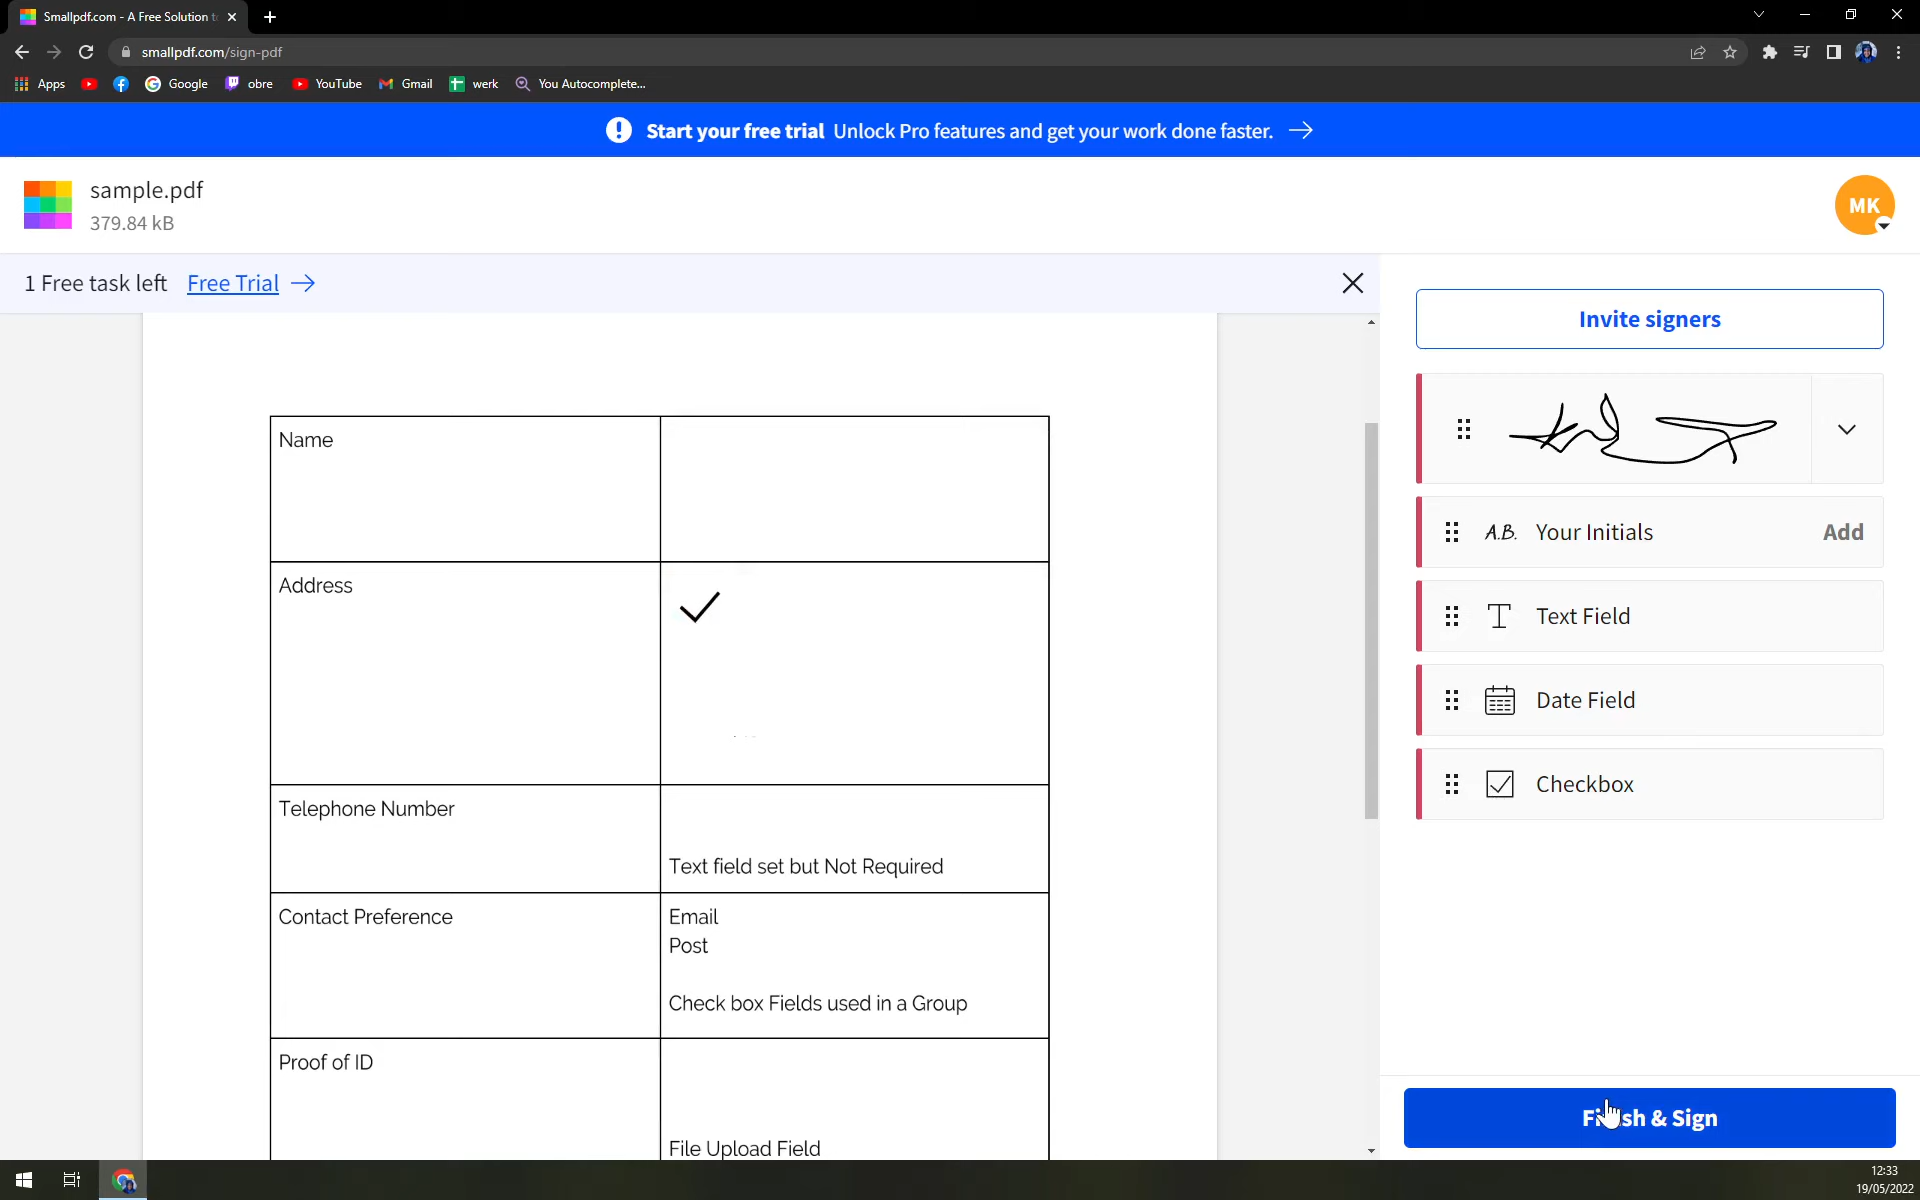 Smallpdf.com - A Free Solution t
smallpdf.com/sign-pdf
Apps
Google
obre
YouTube
Gmail
werk
You Autocomplete...
Start your free trial Unlock Pro features and get your work done faster.
sample.pdf
379.84 kB
MK
1 Free task left Free Trial
Invite signers
Name
Address
Telephone Number
Text field set but Not Required
Contact Preference
Email
Post
Check box Fields used in a Group
Proof of ID
File Upload Field
A.B. Your Initials Add
Text Field
Date Field
Checkbox
& Sign
12:33
19/05/2022